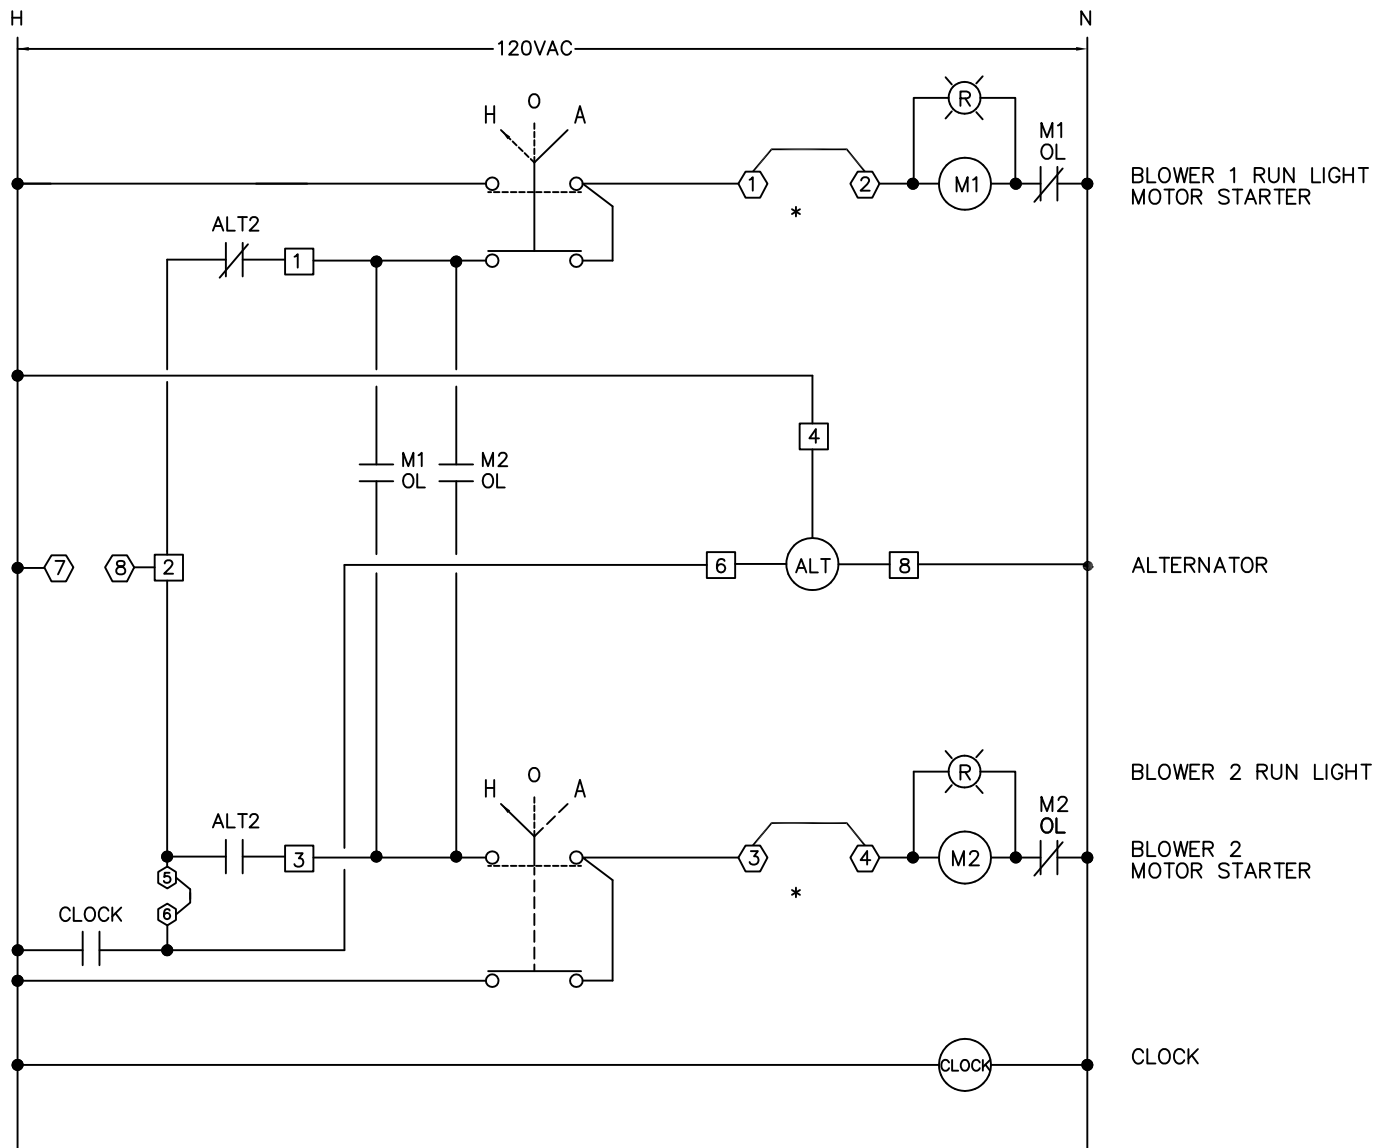 H
N
120VAC
R
H O A
M1
OL
1
2
M1
BLOWER 1 RUN LIGHT
MOTOR STARTER
*
ALT2
1
4
M1
OL
M2
OL
7
8
2
6
ALT
8
ALTERNATOR
R
BLOWER 2 RUN LIGHT
H O A
M2
OL
ALT2
3
3
4
M2
BLOWER 2
MOTOR STARTER
5
*
6
CLOCK
CLOCK
CLOCK